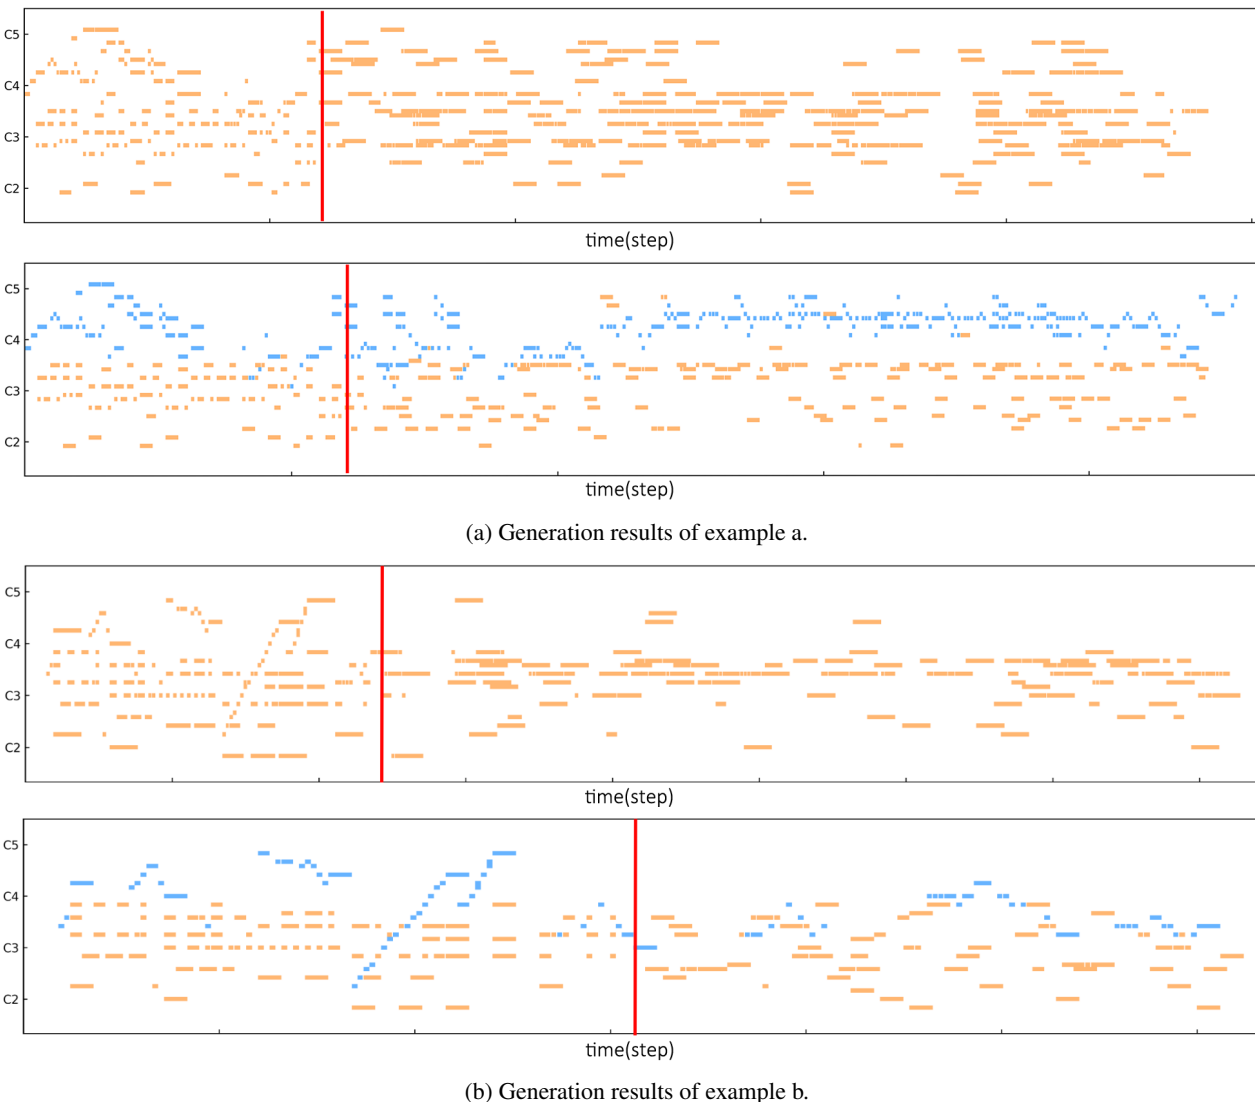 C5
C4
C3
C2
time(step)
C5
C4
C3
C2
time(step)
(a) Generation results of example a.
C5
C4
C3
C2
time(step)
C5
C4
C3
C2
time(step)
(b) Generation results of example b.